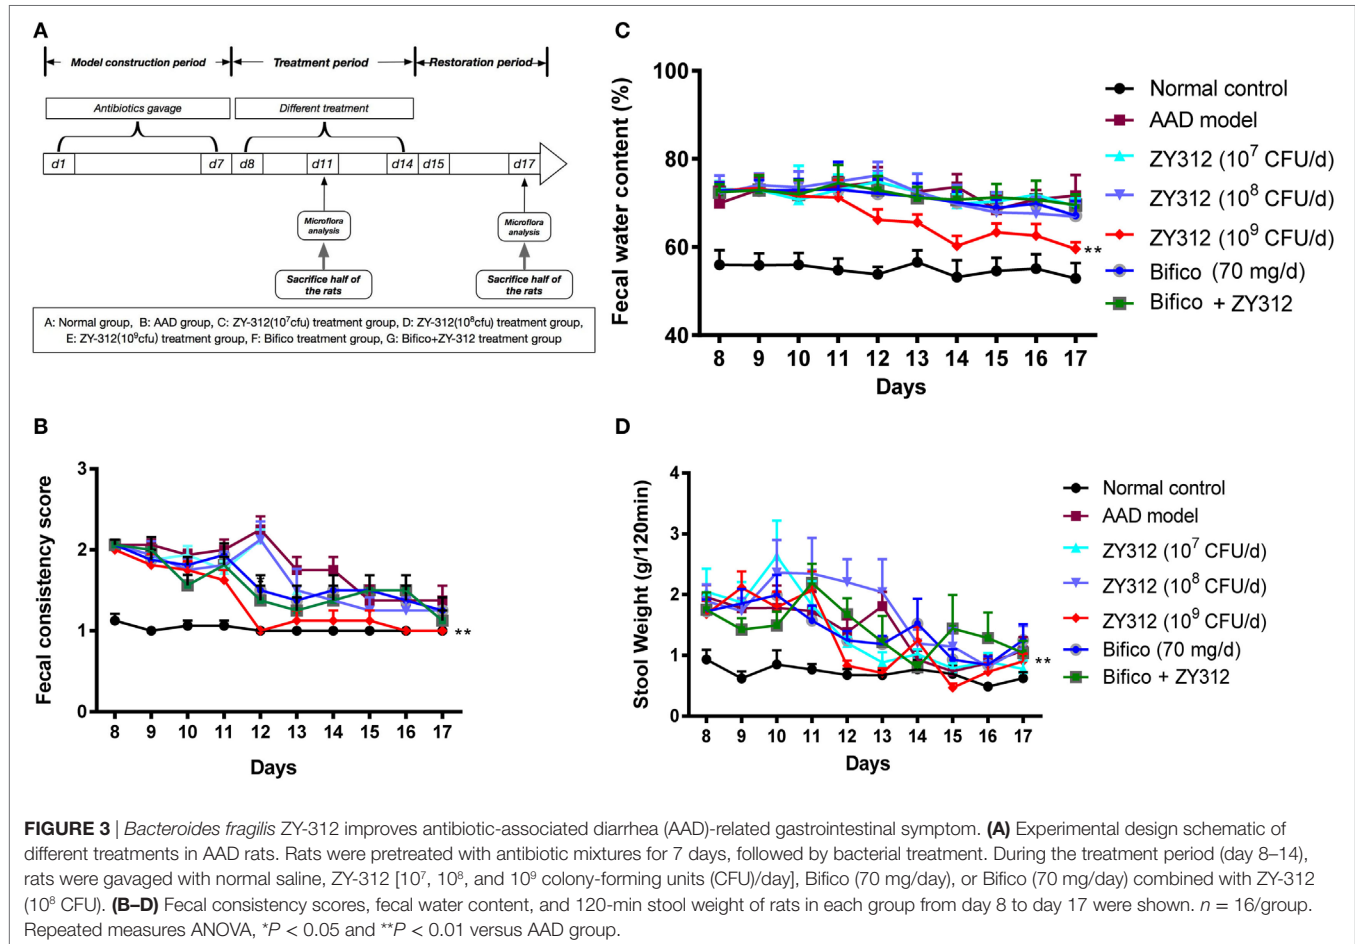 A
Model construction period
Treatment period
Restoration period
Antibiotics gavage
Different treatment
d1
d7
d8
d11
d14
d15
d17
Microflora
analysis
Microflora
analysis
Sacrifice half of
the rats
Sacrifice half of
the rats
A: Normal group, B: AAD group, C: ZY-312(10⁷cfu) treatment group, D: ZY-312(10⁸cfu) treatment group,
E: ZY-312(10⁹cfu) treatment group, F: Bifico treatment group, G: Bifico+ZY-312 treatment group
C
Fecal water content (%)
100
80
60
40
8 9 10 11 12 13 14 15 16 17
Days
**
Normal control
AAD model
ZY312 (10⁷ CFU/d)
ZY312 (10⁸ CFU/d)
ZY312 (10⁹ CFU/d)
Bifico (70 mg/d)
Bifico + ZY312
B
Fecal consistency score
3
2
1
0
8 9 10 11 12 13 14 15 16 17
Days
**
D
Stool Weight (g/120min)
4
3
2
1
0
8 9 10 11 12 13 14 15 16 17
Days
**
Normal control
AAD model
ZY312 (10⁷ CFU/d)
ZY312 (10⁸ CFU/d)
ZY312 (10⁹ CFU/d)
Bifico (70 mg/d)
Bifico + ZY312
FIGURE 3 | Bacteroides fragilis ZY-312 improves antibiotic-associated diarrhea (AAD)-related gastrointestinal symptom. (A) Experimental design schematic of
different treatments in AAD rats. Rats were pretreated with antibiotic mixtures for 7 days, followed by bacterial treatment. During the treatment period (day 8–14),
rats were gavaged with normal saline, ZY-312 [10⁷, 10⁸, and 10⁹ colony-forming units (CFU)/day], Bifico (70 mg/day), or Bifico (70 mg/day) combined with ZY-312
(10⁸ CFU). (B–D) Fecal consistency scores, fecal water content, and 120-min stool weight of rats in each group from day 8 to day 17 were shown. n = 16/group.
Repeated measures ANOVA, *P < 0.05 and **P < 0.01 versus AAD group.